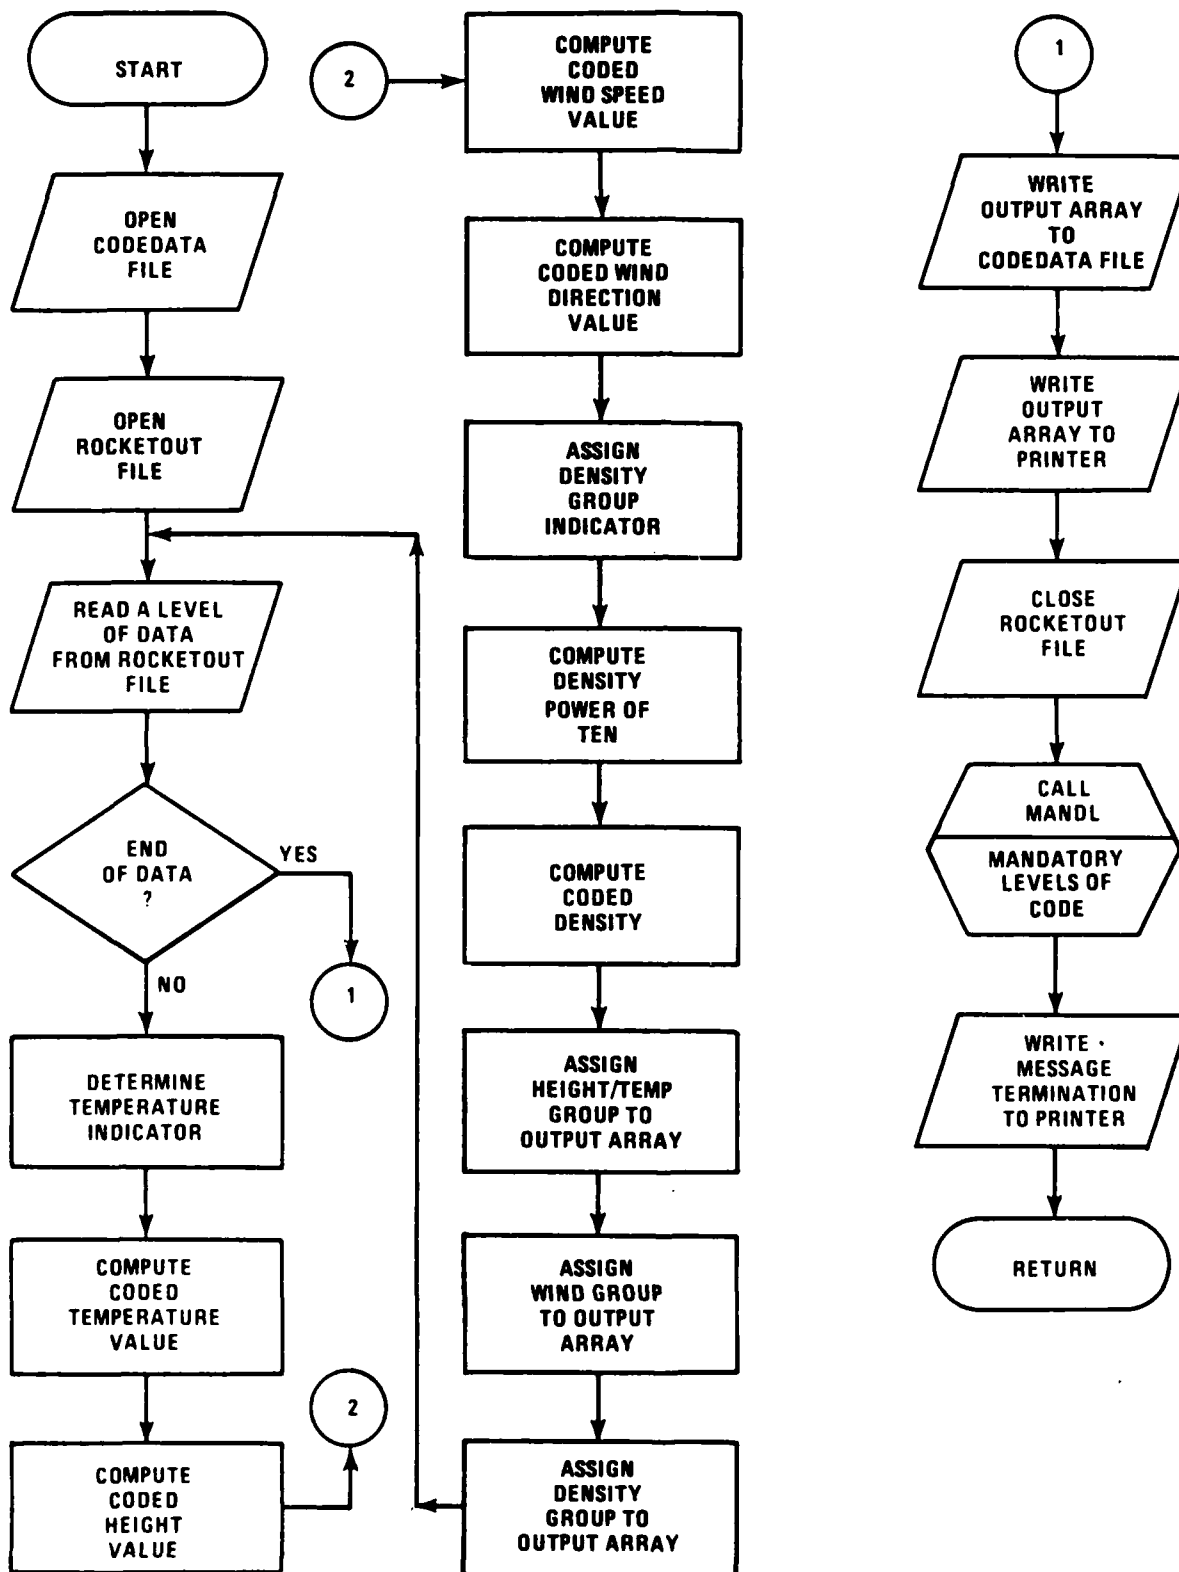 START
OPEN
CODEDATA
FILE
OPEN
ROCKETOUT
FILE
READ A LEVEL
OF DATA
FROM ROCKETOUT
FILE
END
OF DATA
?
YES
1
NO
DETERMINE
TEMPERATURE
INDICATOR
COMPUTE
CODED
TEMPERATURE
VALUE
COMPUTE
CODED
HEIGHT
VALUE
2
2
COMPUTE
CODED
WIND SPEED
VALUE
COMPUTE
CODED WIND
DIRECTION
VALUE
ASSIGN
DENSITY
GROUP
INDICATOR
COMPUTE
DENSITY
POWER OF
TEN
COMPUTE
CODED
DENSITY
ASSIGN
HEIGHT/TEMP
GROUP TO
OUTPUT ARRAY
ASSIGN
WIND GROUP
TO OUTPUT
ARRAY
ASSIGN
DENSITY
GROUP TO
OUTPUT ARRAY
1
WRITE
OUTPUT ARRAY
TO
CODEDATA FILE
WRITE
OUTPUT
ARRAY TO
PRINTER
CLOSE
ROCKETOUT
FILE
CALL
MANDL
MANDATORY
LEVELS OF
CODE
WRITE
MESSAGE
TERMINATION
TO PRINTER
RETURN